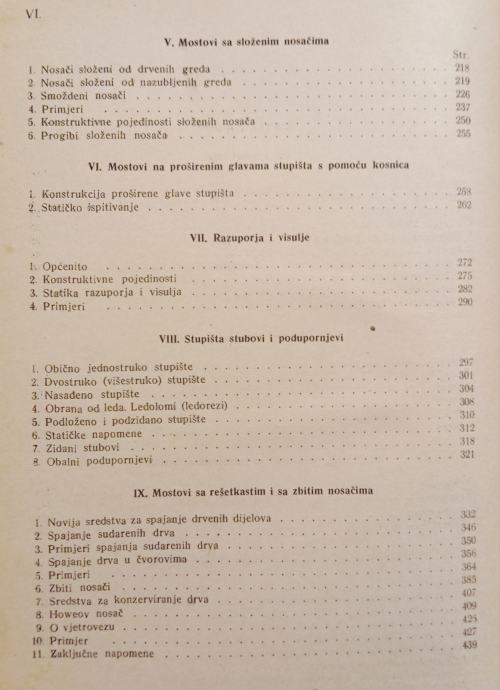 VI.
V. Mostovi sa složenim nosačima
Str.
1. Nosači složeni od drvenih greda 218
2. Nosači složeni od nazubljenih greda 219
3. Smoždeni nosači 226
4. Primjeri 237
5. Konstruktivne pojedinosti složenih nosača 250
6. Progibi složenih nosača 255
VI. Mostovi na proširenim glavama stupišta s pomoću kosnica
1. Konstrukcija proširene glave stupišta 258
2. Statičko ispitivanje 262
VII. Razuporja i visulje
1. Općenito 272
2. Konstruktivne pojedinosti 275
3. Statika razuporja i visulja 282
4. Primjeri 290
VIII. Stupišta stubovi i podupornjevi
1. Obično jednostruko stupište 297
2. Dvostruko (višestruko) stupište 301
3. Nasađeno stupište 304
4. Obrana od leda. Ledolomi (ledorezi) 308
5. Podloženo i podzidano stupište 310
6. Statičke napomene 312
7. Zidani stubovi 318
8. Obalni podupornjevi 321
IX. Mostovi sa rešetkastim i sa zbitim nosačima
1. Novija sredstva za spajanje drvenih dijelova 332
2. Spajanje sudarenih drva 346
3. Primjeri spajanja sudarenih drva 350
4. Spajanje drva u čvorovima 356
5. Primjeri 364
6. Zbiti nosači 385
7. Sredstva za konzerviranje drva 407
8. Howeov nosač 409
9. O vjetrovezu 425
10. Primjer 427
11. Zaključne napomene 439